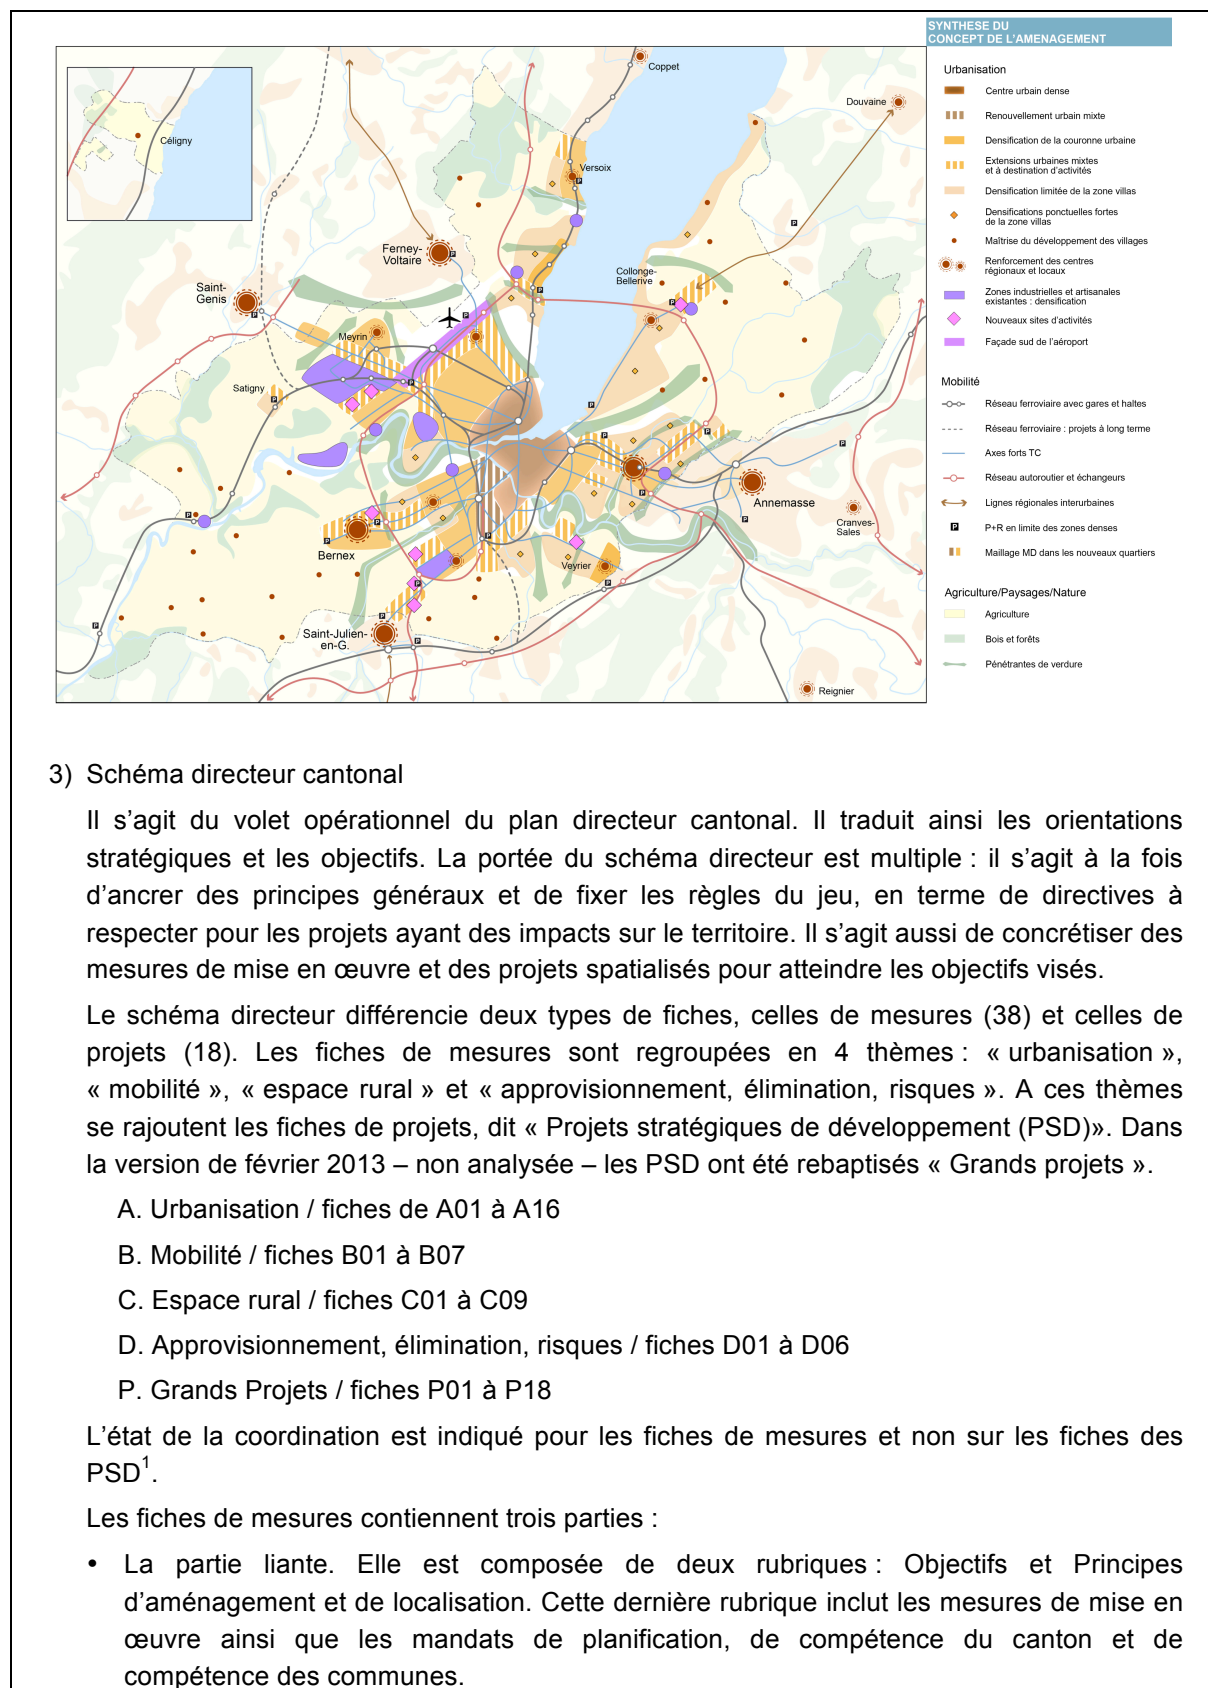 SYNTHESE DU
CONCEPT DE L'AMENAGEMENT
Coppet
Douvaine
Céligny
Versoix
Ferney-
Voltaire
Collonge-
Bellerive
Saint-
Genis
Meyrin
Satigny
Annemasse
Cranves-
Sales
Bernex
Veyrier
Saint-Julien-
en-G.
Reignier
P
Urbanisation
Centre urbain dense
Renouvellement urbain mixte
Densification de la couronne urbaine
Extensions urbaines mixtes
et à destination d'activités
Densification limitée de la zone villas
Densifications ponctuelles fortes
de la zone villas
Maîtrise du développement des villages
Renforcement des centres
régionaux et locaux
Zones industrielles et artisanales
existantes : densification
Nouveaux sites d'activités
Façade sud de l'aéroport
Mobilité
Réseau ferroviaire avec gares et haltes
Réseau ferroviaire : projets à long terme
Axes forts TC
Réseau autoroutier et échangeurs
Lignes régionales interurbaines
P P+R en limite des zones denses
Maillage MD dans les nouveaux quartiers
Agriculture/Paysages/Nature
Agriculture
Bois et forêts
Pénétrantes de verdure
3) Schéma directeur cantonal
Il s'agit du volet opérationnel du plan directeur cantonal. Il traduit ainsi les orientations
stratégiques et les objectifs. La portée du schéma directeur est multiple : il s'agit à la fois
d'ancrer des principes généraux et de fixer les règles du jeu, en terme de directives à
respecter pour les projets ayant des impacts sur le territoire. Il s'agit aussi de concrétiser des
mesures de mise en œuvre et des projets spatialisés pour atteindre les objectifs visés.
Le schéma directeur différencie deux types de fiches, celles de mesures (38) et celles de
projets (18). Les fiches de mesures sont regroupées en 4 thèmes : « urbanisation »,
« mobilité », « espace rural » et « approvisionnement, élimination, risques ». A ces thèmes
se rajoutent les fiches de projets, dit « Projets stratégiques de développement (PSD)». Dans
la version de février 2013 – non analysée – les PSD ont été rebaptisés « Grands projets ».
A. Urbanisation / fiches de A01 à A16
B. Mobilité / fiches B01 à B07
C. Espace rural / fiches C01 à C09
D. Approvisionnement, élimination, risques / fiches D01 à D06
P. Grands Projets / fiches P01 à P18
L'état de la coordination est indiqué pour les fiches de mesures et non sur les fiches des
PSD1.
Les fiches de mesures contiennent trois parties :
• La partie liante. Elle est composée de deux rubriques : Objectifs et Principes
d'aménagement et de localisation. Cette dernière rubrique inclut les mesures de mise en
œuvre ainsi que les mandats de planification, de compétence du canton et de
compétence des communes.